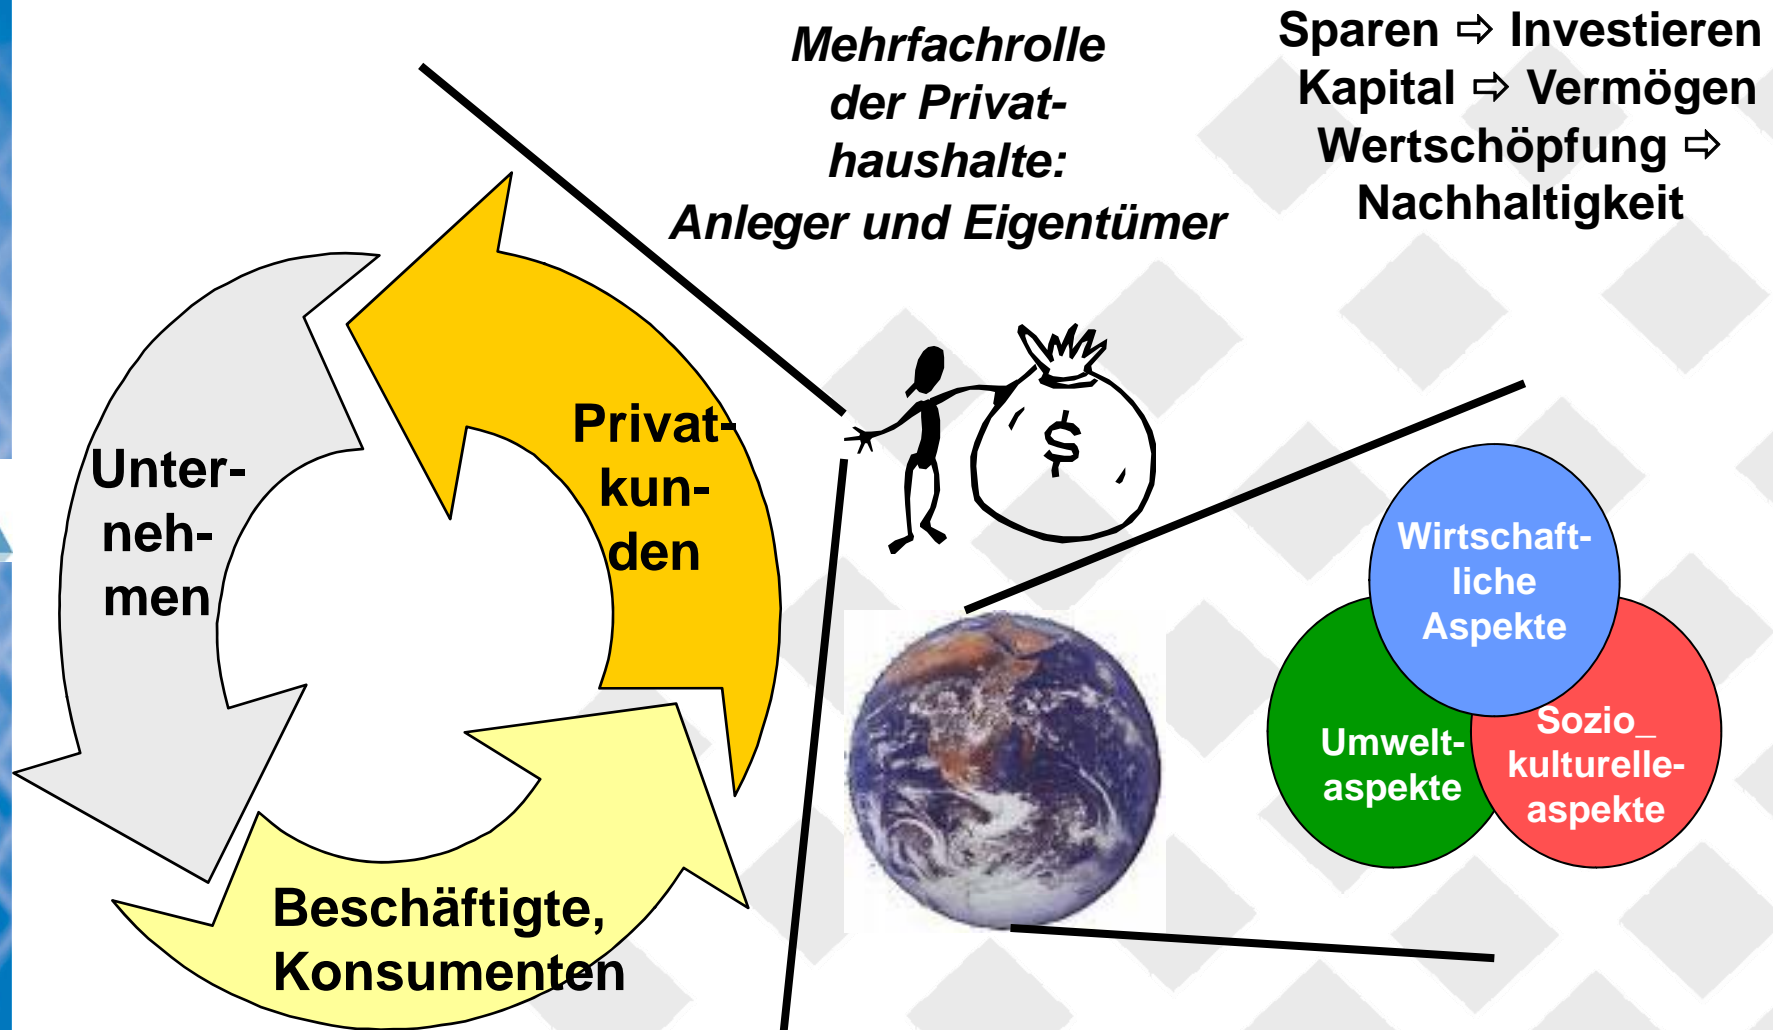 Mehrfachrolle
der Privat-
haushalte:
Anleger und Eigentümer
Sparen ⇨ Investieren
Kapital ⇨ Vermögen
Wertschöpfung ⇨
Nachhaltigkeit
Unter-
neh-
men
Privat-
kun-
den
Beschäftigte,
Konsumenten
$
Wirtschaft-
liche
Aspekte
Umwelt-
aspekte
Sozio_
kulturelle-
aspekte